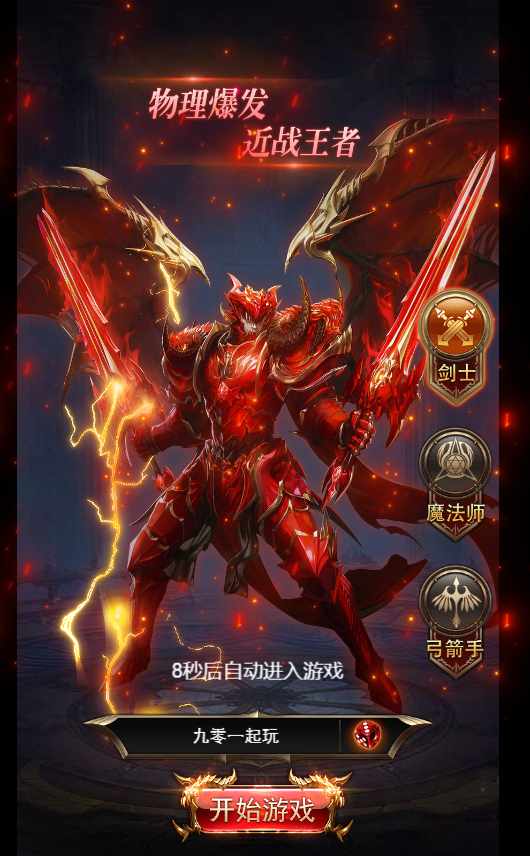 物理爆发
近战王者
剑士
魔法师
弓箭手
8秒后自动进入游戏
九零一起玩
开始游戏